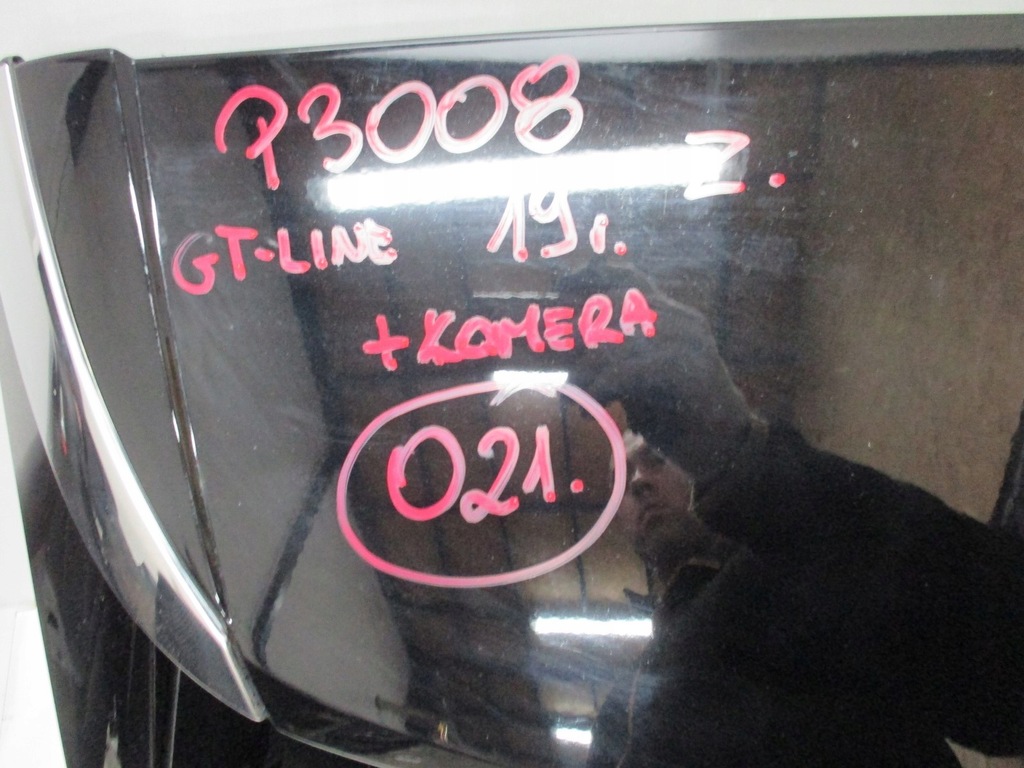 P3008 Z.
GT-LINE 19r.
+KAMERA
021.